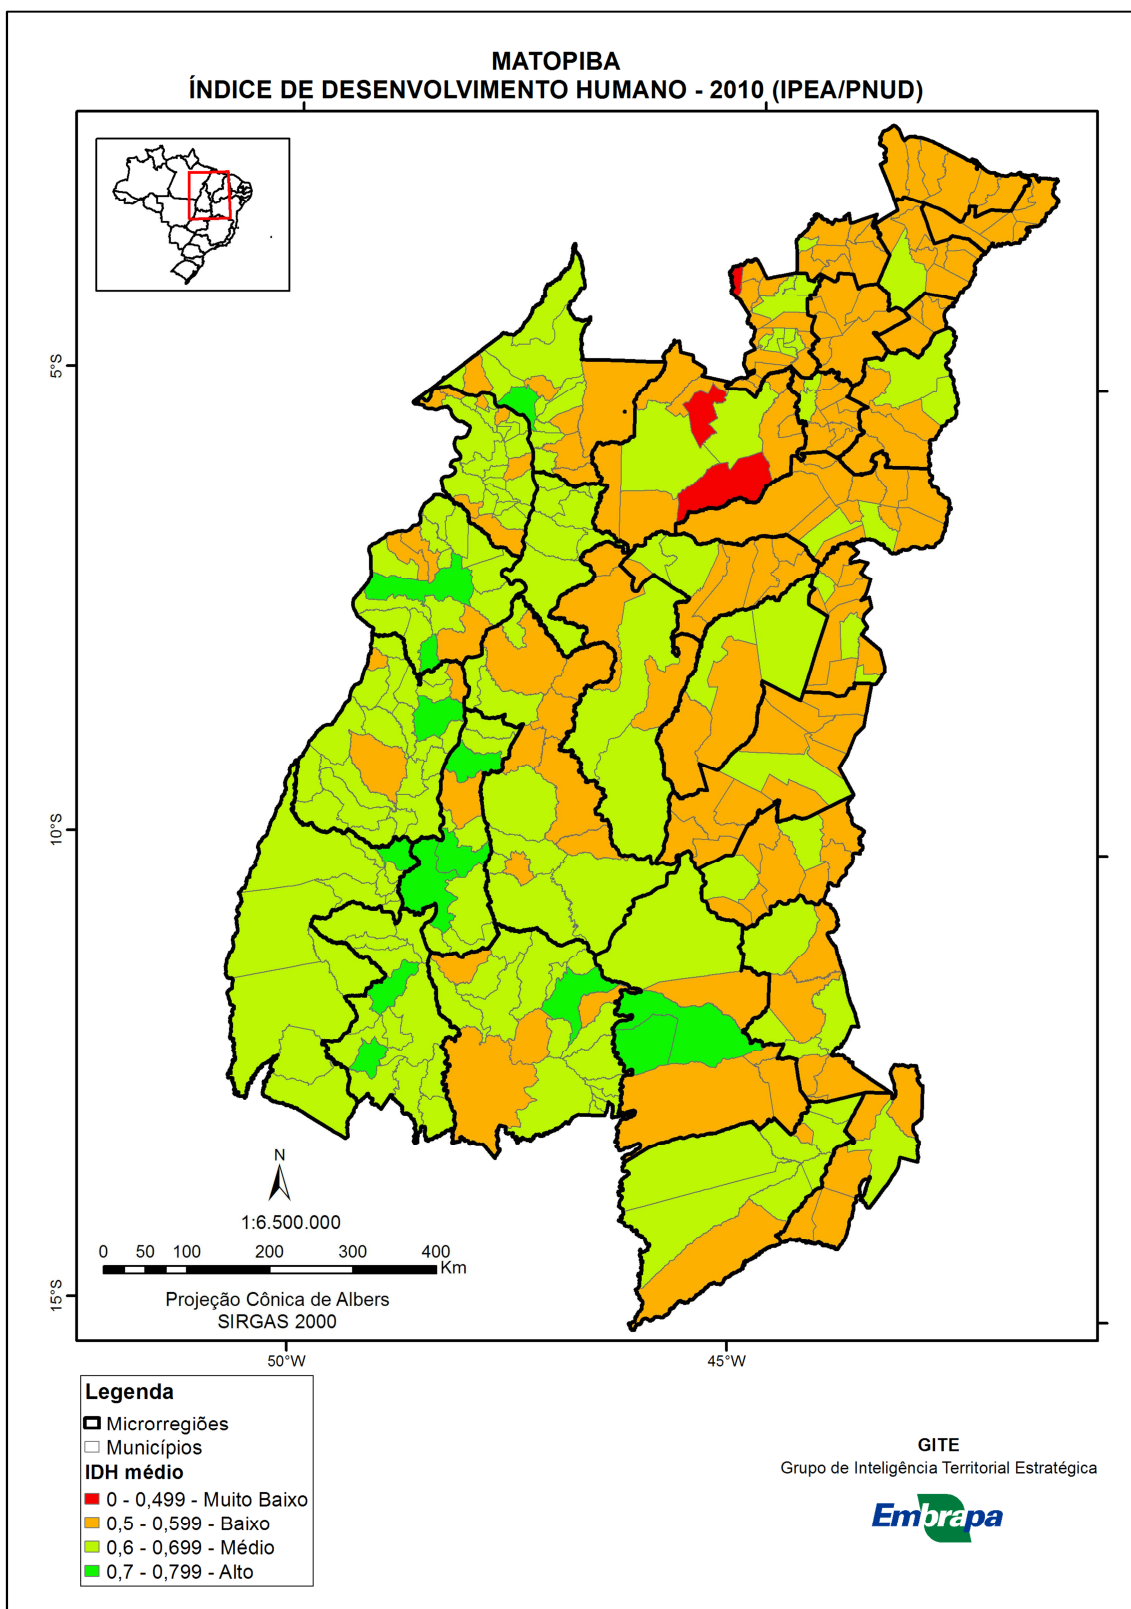 MATOPIBA
ÍNDICE DE DESENVOLVIMENTO HUMANO - 2010 (IPEA/PNUD)
5°S
10°S
15°S
N
1:6.500.000
0 50 100 200 300 400
Km
Projeção Cônica de Albers
SIRGAS 2000
50°W 45°W
Legenda
Microrregiões
Municípios
IDH médio
0 - 0,499 - Muito Baixo
0,5 - 0,599 - Baixo
0,6 - 0,699 - Médio
0,7 - 0,799 - Alto
GITE
Grupo de Inteligência Territorial Estratégica
Embrapa